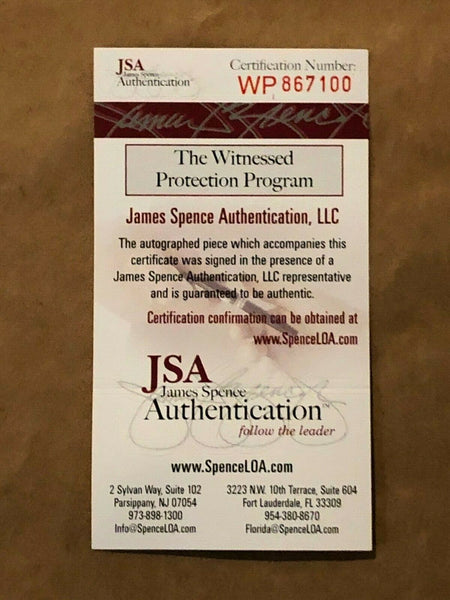 JSA
James Spence
Authentication
Certification Number:
WP 867100
The Witnessed
Protection Program
James Spence Authentication, LLC
The autographed piece which accompanies this
certificate was signed in the presence of a
James Spence Authentication, LLC representative
and is guaranteed to be authentic.
Certification confirmation can be obtained at
www.SpenceLOA.com
JSA
James Spence
Authentication™
follow the leader
www.SpenceLOA.com
2 Sylvan Way, Suite 102
Parsippany, NJ 07054
973-898-1300
Info@SpenceLOA.com
3223 N.W. 10th Terrace, Suite 604
Fort Lauderdale, FL 33309
954-380-8670
Florida@SpenceLOA.com